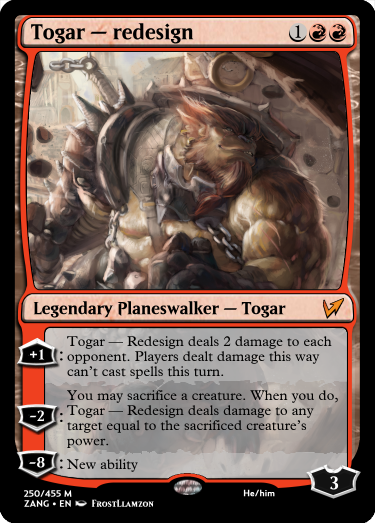 Togar — redesign 1
Legendary Planeswalker — Togar
+1: Togar — Redesign deals 2 damage to each
opponent. Players dealt damage this way
can't cast spells this turn.
You may sacrifice a creature. When you do,
-2: Togar — Redesign deals damage to any
target equal to the sacrificed creature's
power.
-8: New ability
3
250/455 M He/him
ZANG • EN FrostLlamzon